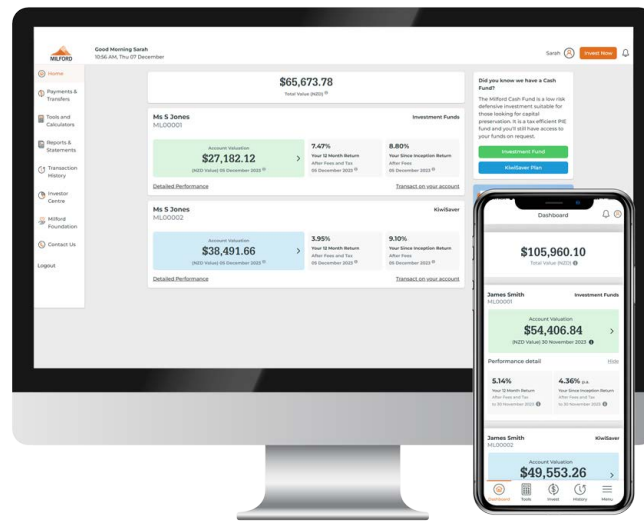 MILFORD
Good Morning Sarah
10:56 AM, Thu 07 December
Sarah
Invest Now
Home
Payments &
Transfers
Tools and
Calculators
Reports &
Statements
Transaction
History
Investor
Centre
Milford
Foundation
Contact Us
Logout
$65,673.78
Total Value (NZD)
Ms S Jones
ML00001
Investment Funds
Account Valuation
$27,182.12
(NZD Value) 05 December 2023
7.47%
Your 12 Month Return
After Fees and Tax
05 December 2023
8.80%
Your Since Inception Return
After Fees
05 December 2023
Detailed Performance
Transact on your account
Ms S Jones
ML00002
KiwiSaver
Account Valuation
$38,491.66
(NZD Value) 05 December 2023
3.95%
Your 12 Month Return
After Fees and Tax
05 December 2023
9.10%
Your Since Inception Return
After Fees
05 December 2023
Detailed Performance
Transact on your account
Did you know we have a Cash
Fund?
The Milford Cash Fund is a low risk
defensive investment suitable for
those looking for capital
preservation. It is a tax efficient PIE
fund and you'll still have access to
your funds on request.
Investment Fund
KiwiSaver Plan
Dashboard
$105,960.10
Total Value (NZD)
James Smith
ML00001
Investment Funds
Account Valuation
$54,406.84
(NZD Value) 30 November 2023
Performance detail
Hide
5.14%
Your 12 Month Return
After Fees and Tax
to 30 November 2023
4.36% p.a.
Your Since Inception Return
After Fees and Tax
to 30 November 2023
James Smith
ML00002
KiwiSaver
Account Valuation
$49,553.26
Dashboard
Tools
Invest
History
Menu